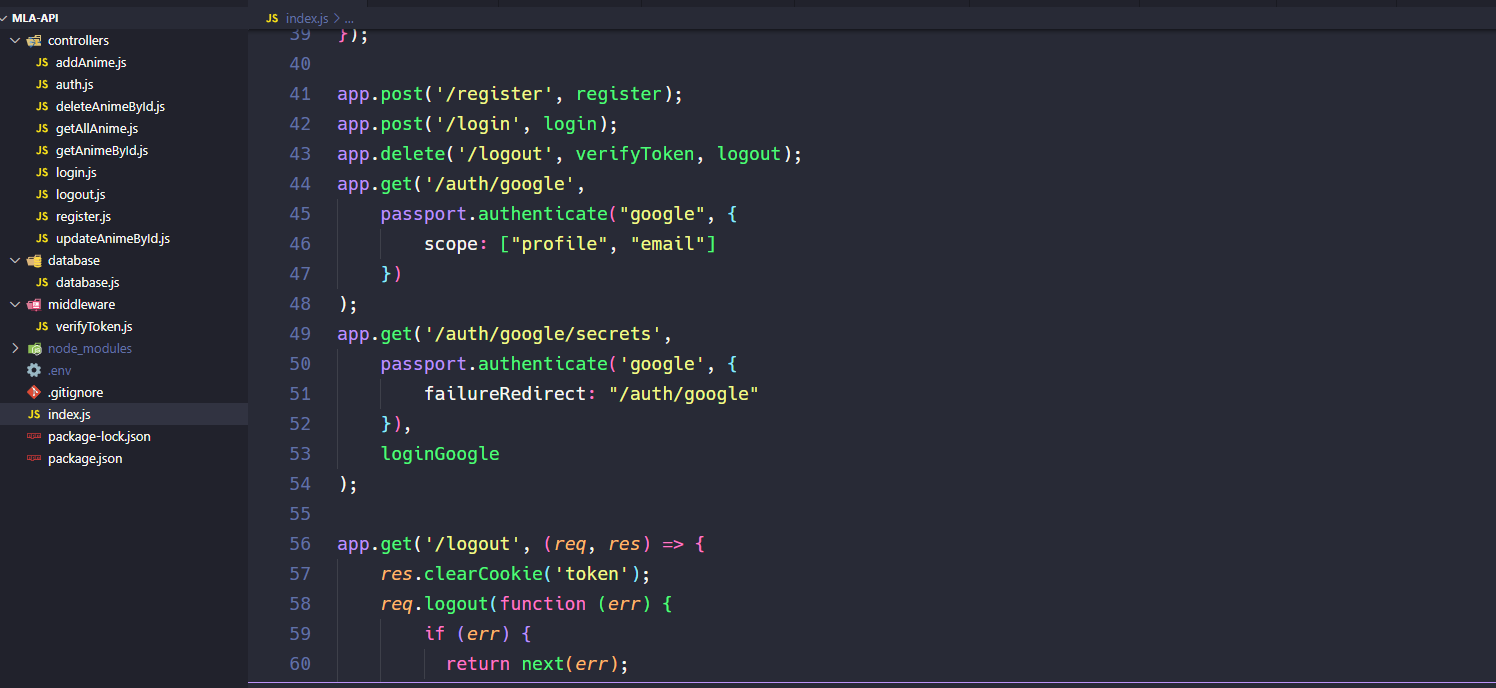 MLA-API
controllers
JS addAnime.js
JS auth.js
JS deleteAnimeById.js
JS getAllAnime.js
JS getAnimeById.js
JS login.js
JS logout.js
JS register.js
JS updateAnimeById.js
database
JS database.js
middleware
JS verifyToken.js
node_modules
.env
.gitignore
JS index.js
package-lock.json
package.json
JS index.js > ...
39 });
40
41 app.post('/register', register);
42 app.post('/login', login);
43 app.delete('/logout', verifyToken, logout);
44 app.get('/auth/google',
45     passport.authenticate("google", {
46         scope: ["profile", "email"]
47     })
48 );
49 app.get('/auth/google/secrets',
50     passport.authenticate('google', {
51         failureRedirect: "/auth/google"
52     }),
53     loginGoogle
54 );
55
56 app.get('/logout', (req, res) => {
57     res.clearCookie('token');
58     req.logout(function (err) {
59         if (err) {
60           return next(err);